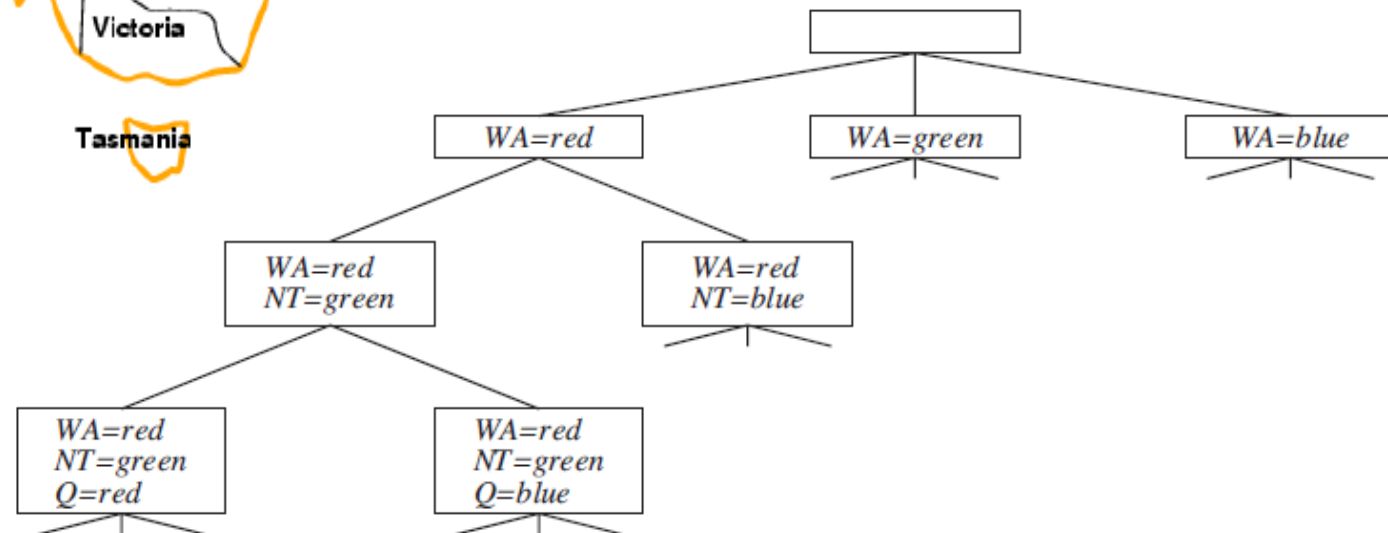 Victoria
Tasmania
WA=red
WA=green
WA=blue
WA=red
NT=green
WA=red
NT=blue
WA=red
NT=green
Q=red
WA=red
NT=green
Q=blue